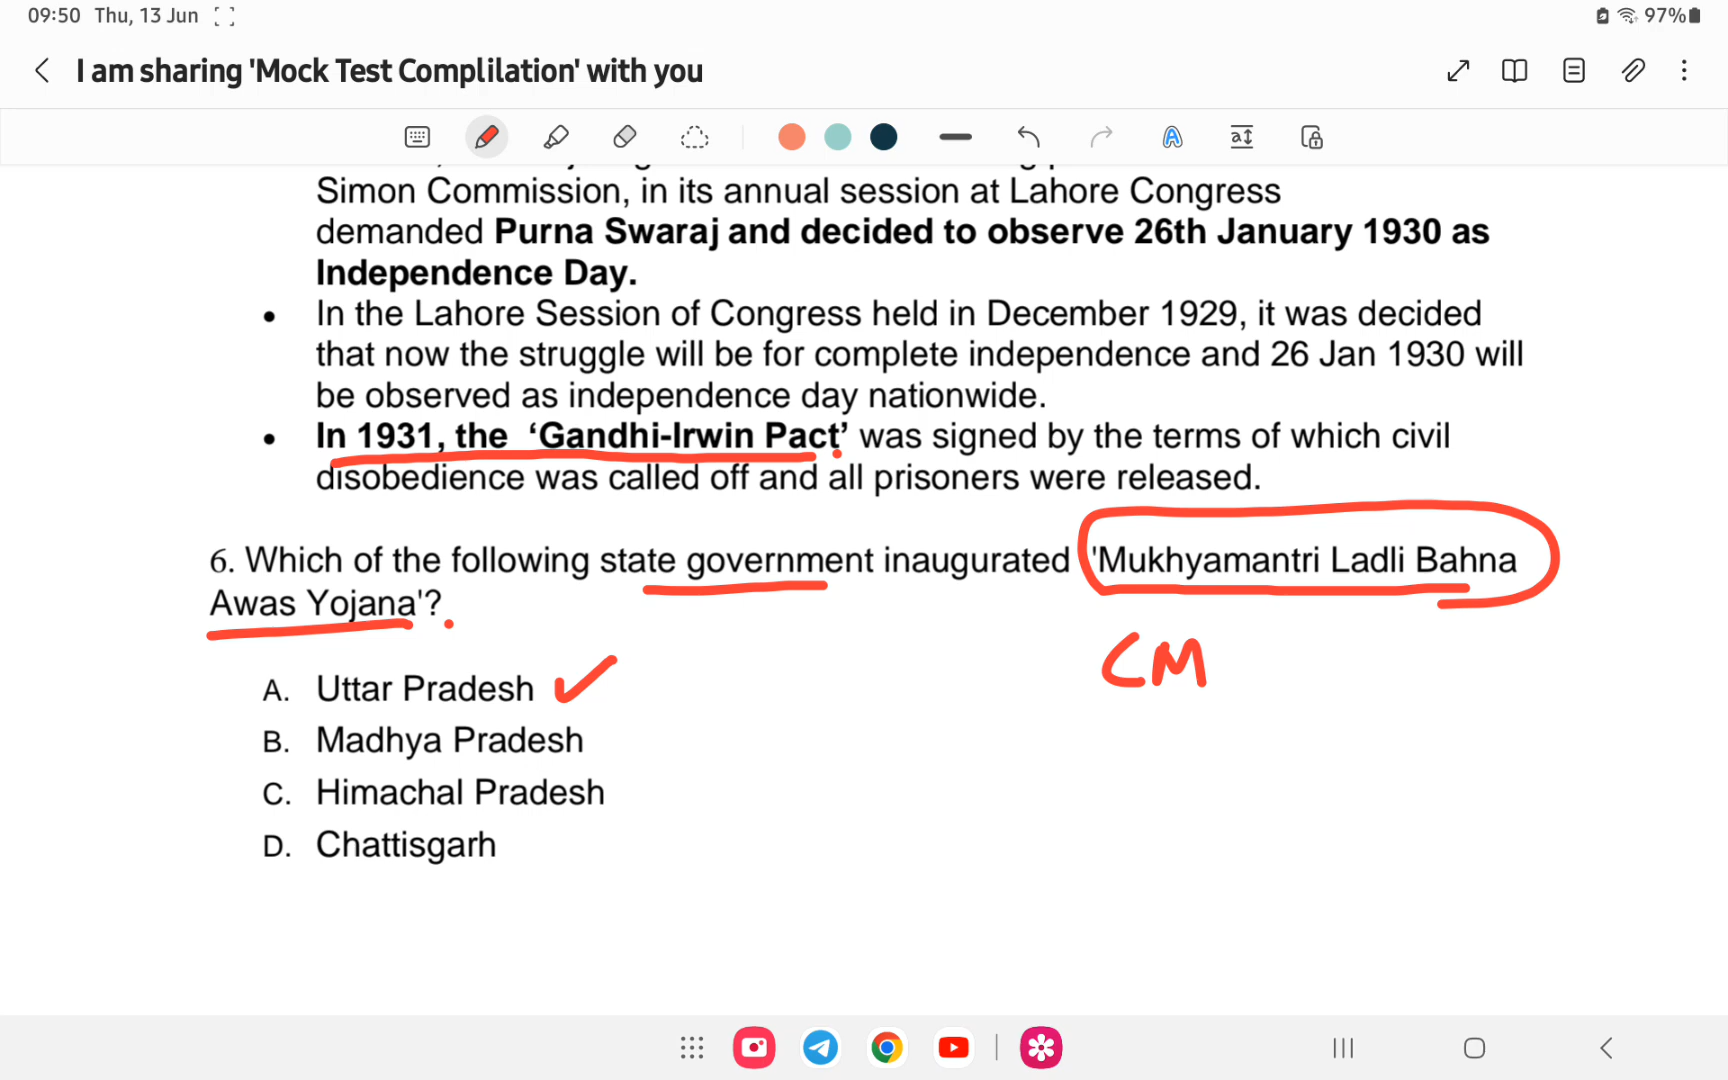 09:50 Thu, 13 Jun 97%
I am sharing 'Mock Test Complilation' with you
Simon Commission, in its annual session at Lahore Congress
demanded Purna Swaraj and decided to observe 26th January 1930 as
Independence Day.
• In the Lahore Session of Congress held in December 1929, it was decided
that now the struggle will be for complete independence and 26 Jan 1930 will
be observed as independence day nationwide.
• In 1931, the ‘Gandhi-Irwin Pact’ was signed by the terms of which civil
disobedience was called off and all prisoners were released.
6. Which of the following state government inaugurated 'Mukhyamantri Ladli Bahna
Awas Yojana'?
CM
A. Uttar Pradesh
B. Madhya Pradesh
C. Himachal Pradesh
D. Chattisgarh